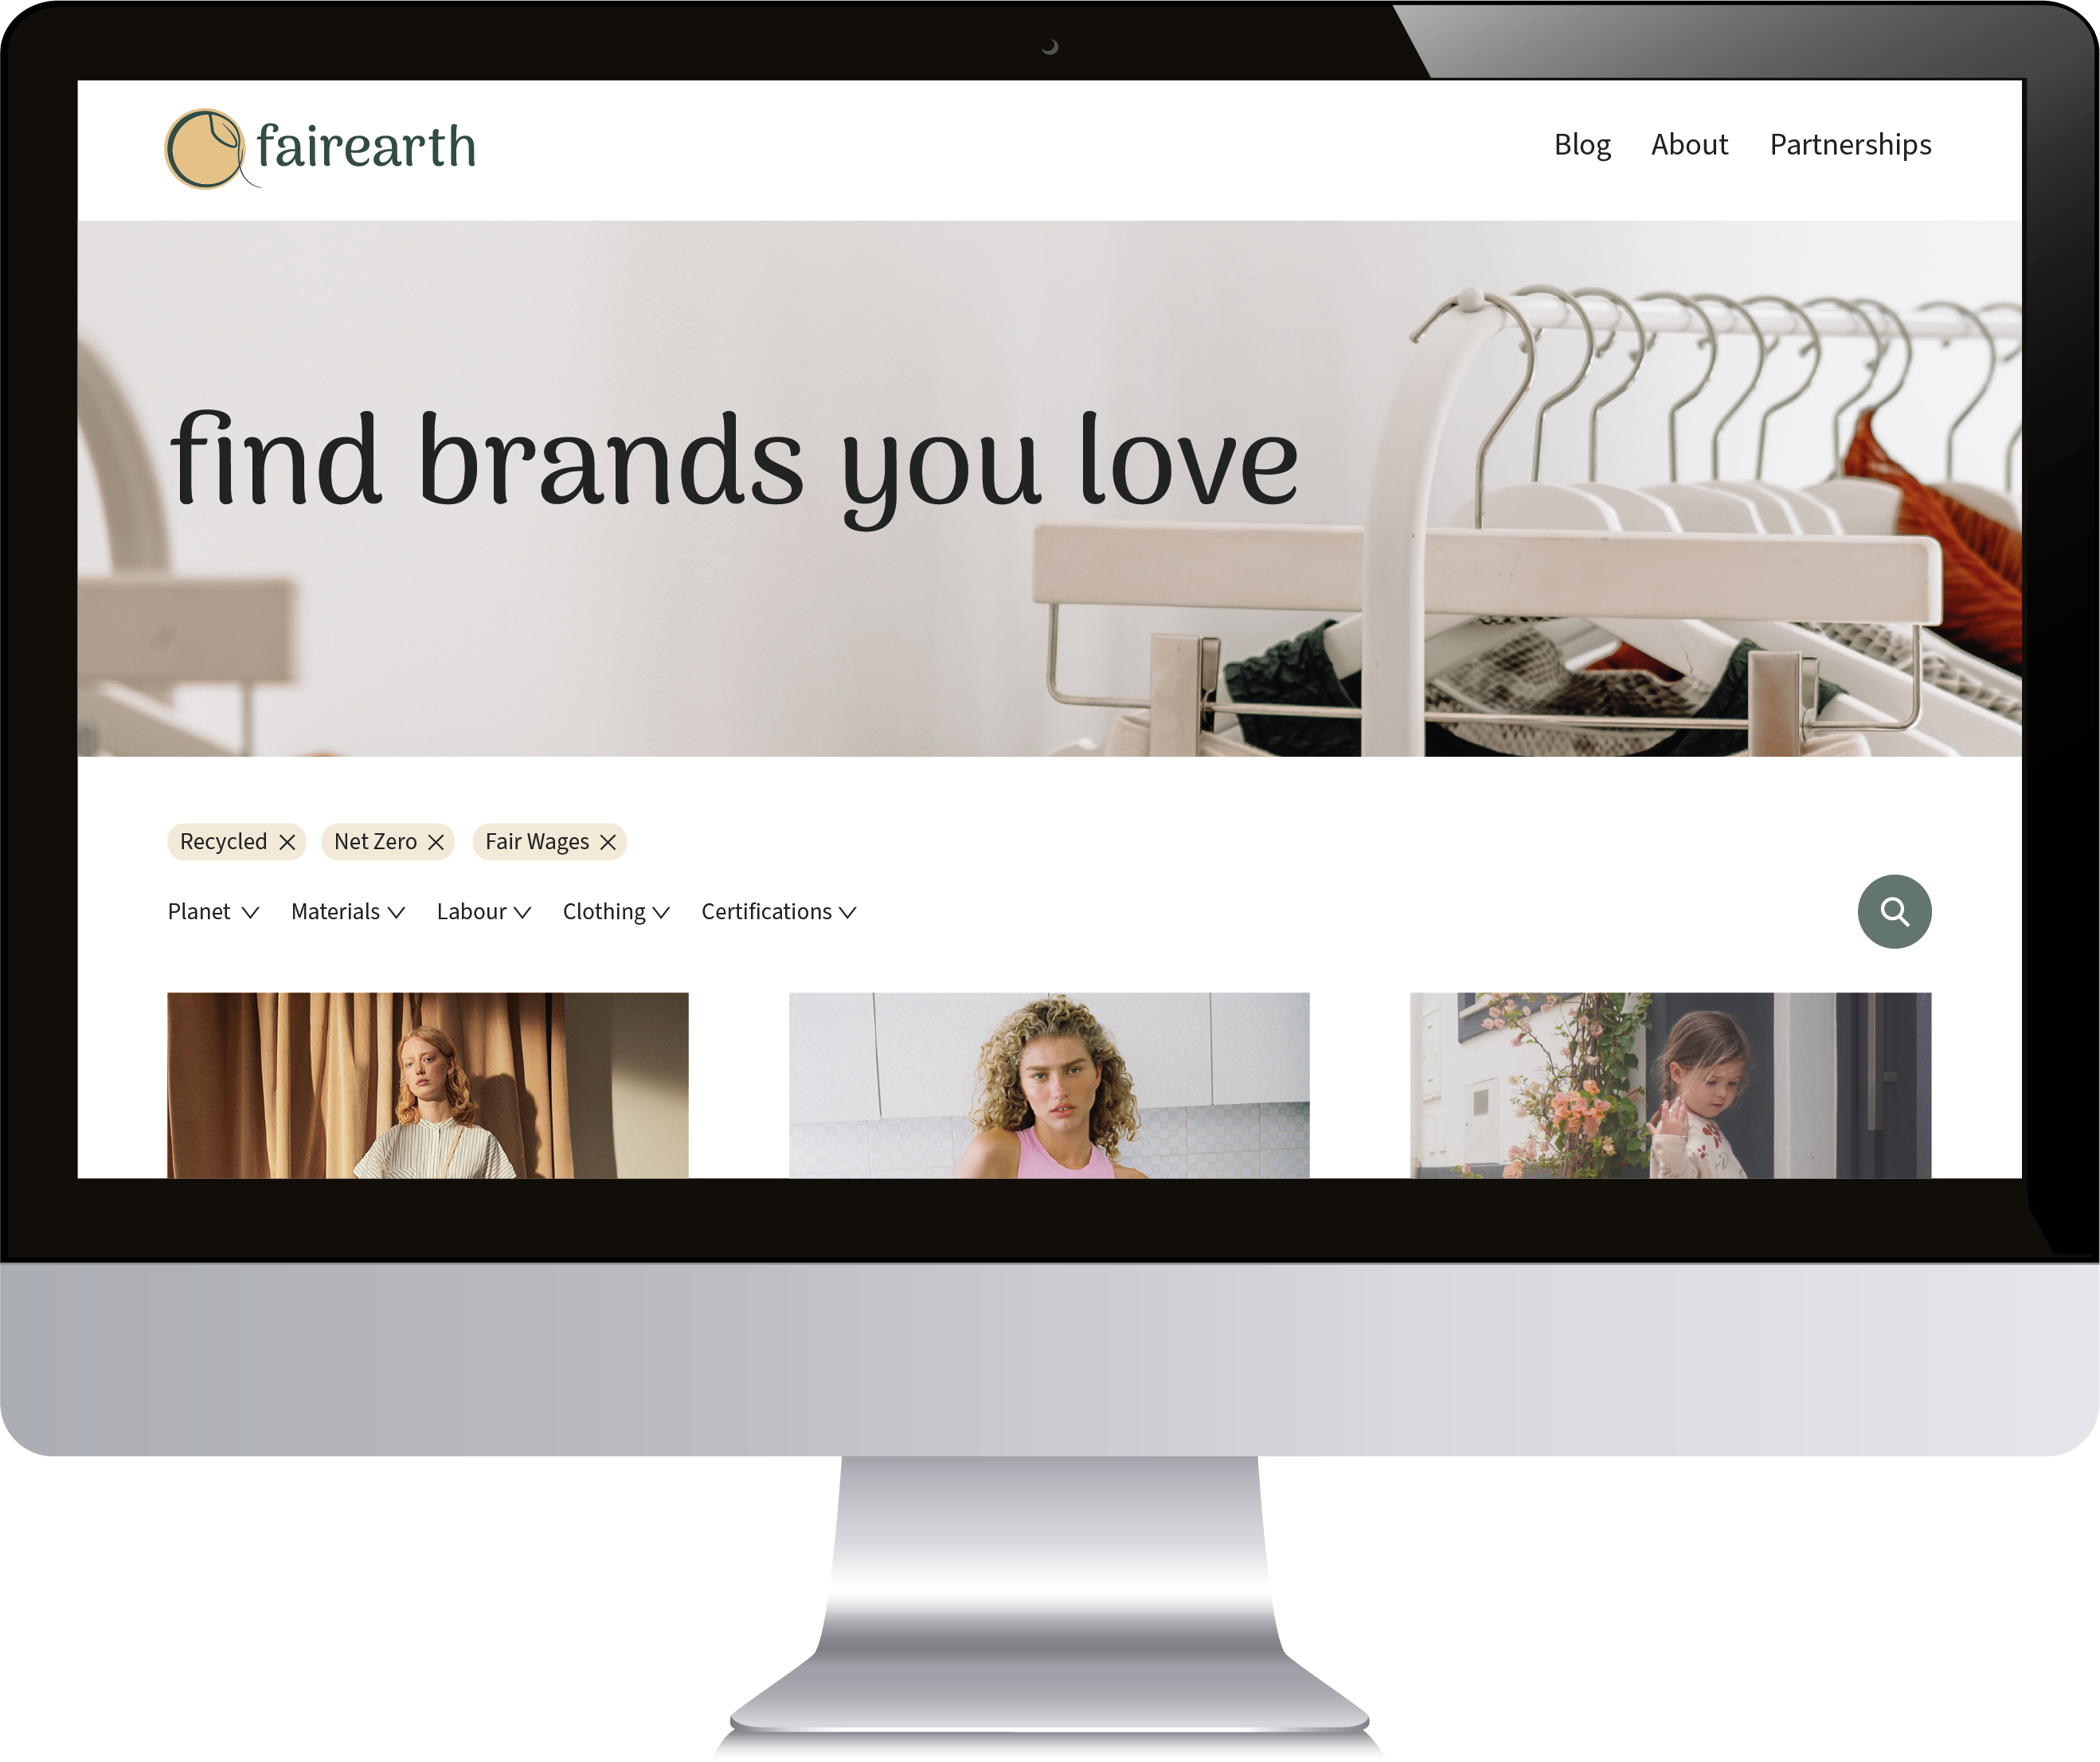 fairearth
Blog About Partnerships
find brands you love
Recycled Net Zero Fair Wages
Planet Materials Labour Clothing Certifications